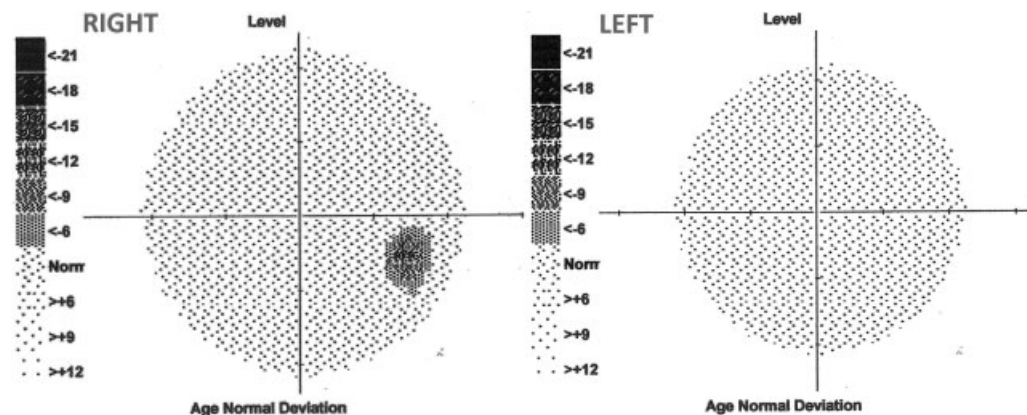 RIGHT
Level
<-21
<-18
<-15
<-12
<-9
<-6
Norm
>+6
>+9
>+12
Age Normal Deviation
LEFT
Level
<-21
<-18
<-15
<-12
<-9
<-6
Norm
>+6
>+9
>+12
Age Normal Deviation